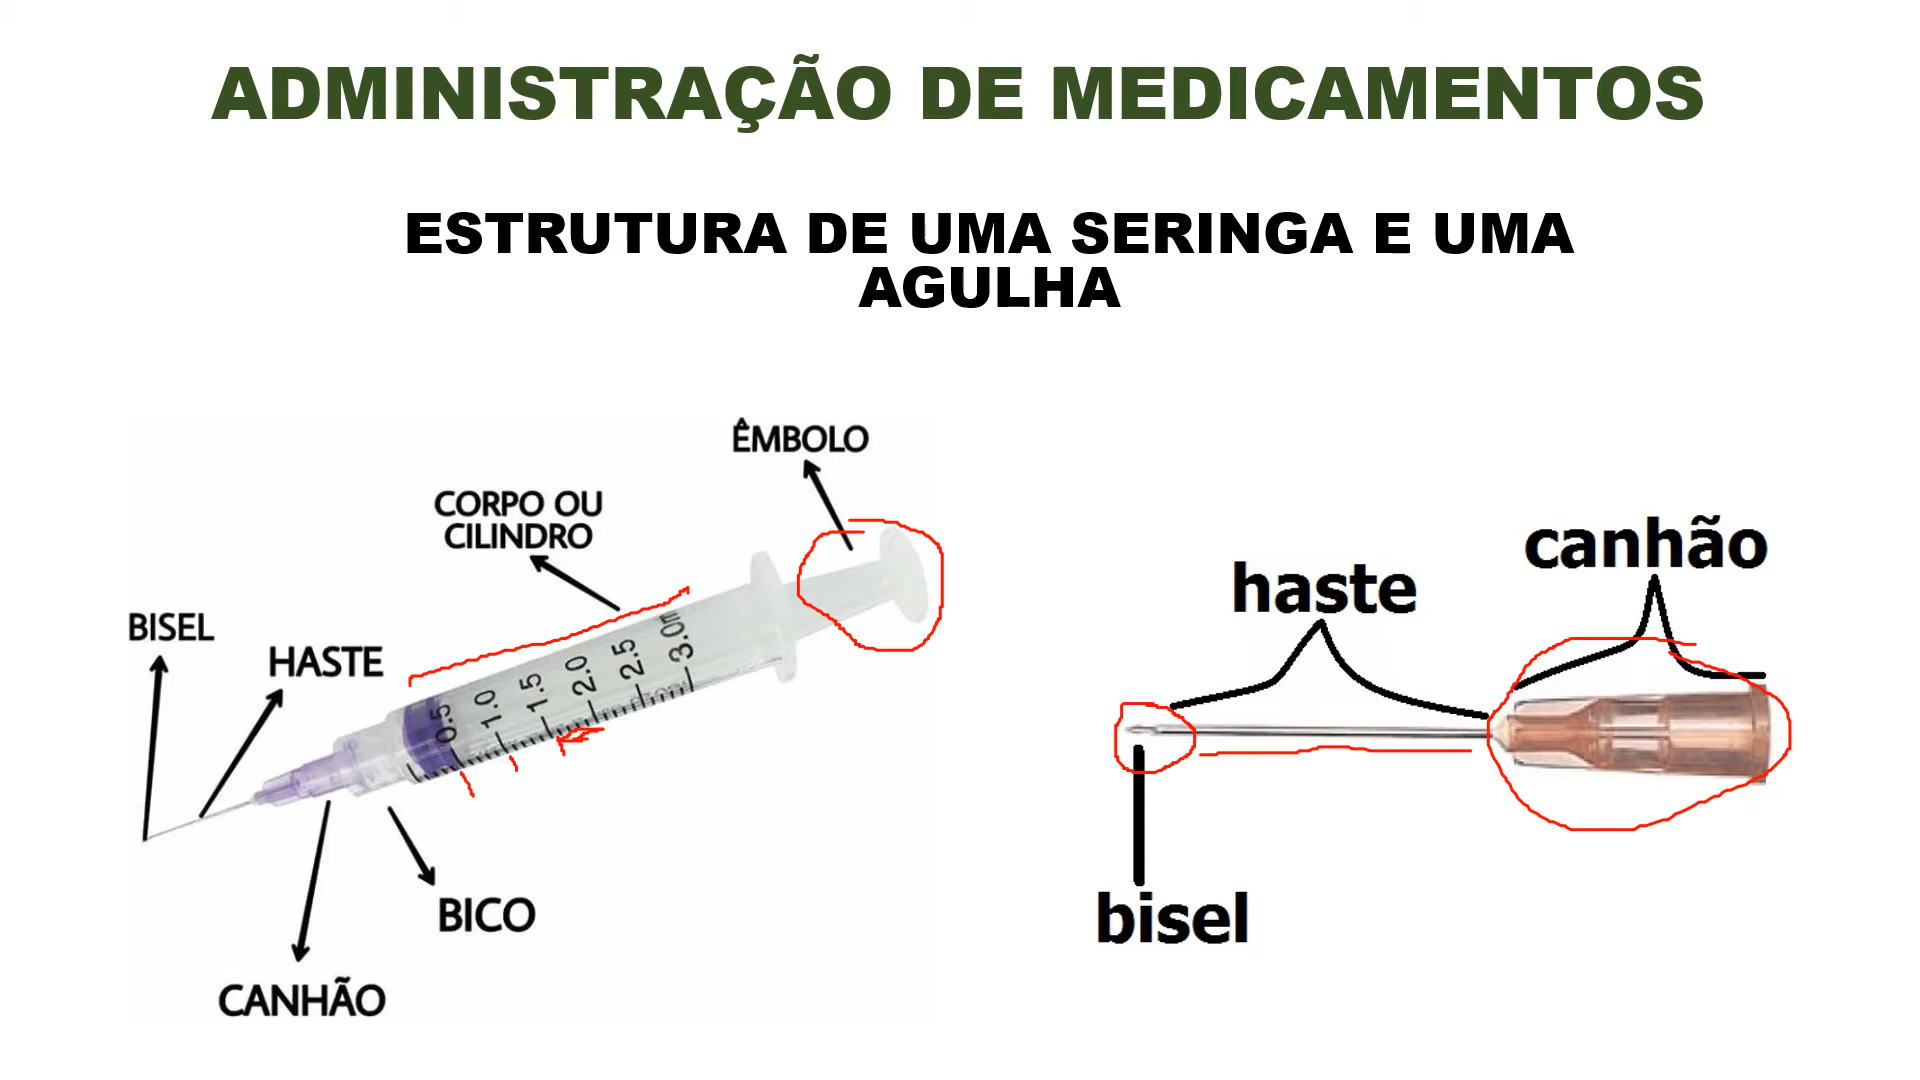 ADMINISTRAÇÃO DE MEDICAMENTOS
ESTRUTURA DE UMA SERINGA E UMA
AGULHA
ÊMBOLO
CORPO OU
CILINDRO
BISEL
HASTE
0.5
1.0
1.5
2.0
2.5
3.0m
BICO
CANHÃO
canhão
haste
bisel